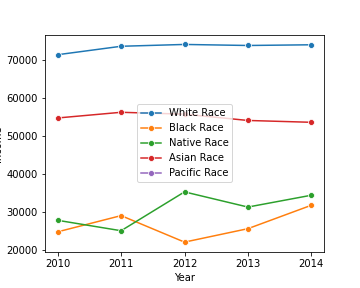 70000
60000
50000
40000
30000
20000
White Race
Black Race
Native Race
Asian Race
Pacific Race
2010 2011 2012 2013 2014
Year